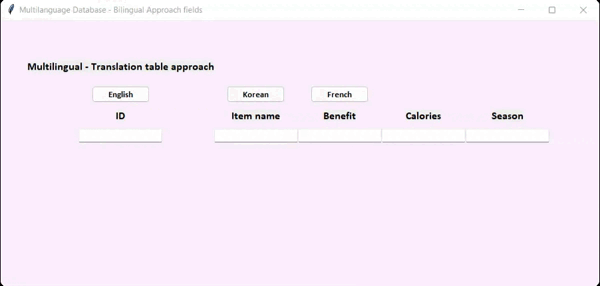 Multilanguage Database - Bilingual Approach fields
Multilingual - Translation table approach
English Korean French
ID Item name Benefit Calories Season